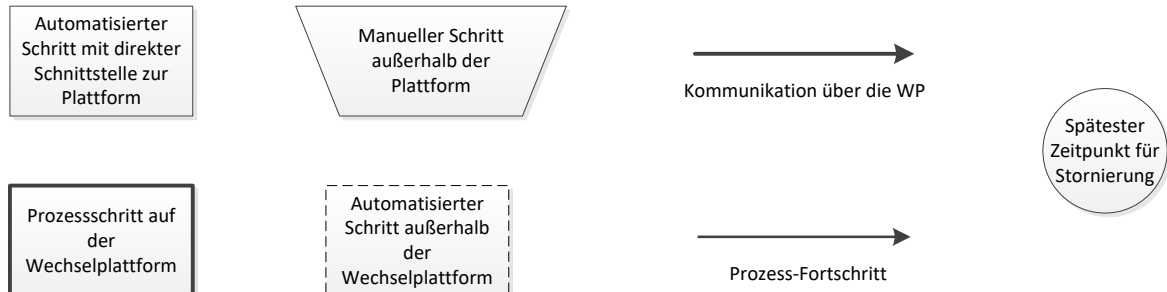 Automatisierter
Schritt mit direkter
Schnittstelle zur
Plattform
Manueller Schritt
außerhalb der
Plattform
Kommunikation über die WP
Spätester
Zeitpunkt für
Stornierung
Prozessschritt auf
der
Wechselplattform
Automatisierter
Schritt außerhalb
der
Wechselplattform
Prozess-Fortschritt